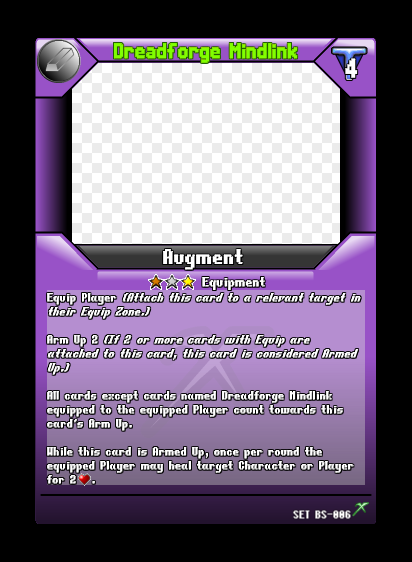 Dreadforge Mindlink
4
Augment
Equipment
Equip Player (Attach this card to a relevant target in
their Equip Zone.)
Arm Up 2 (If 2 or more cards with Equip are
attached to this card, this card is considered Armed
Up.)
All cards except cards named Dreadforge Mindlink
equipped to the equipped Player count towards this
card's Arm Up.
While this card is Armed Up, once per round the
equipped Player may heal target Character or Player
for 2.
SET BS-006